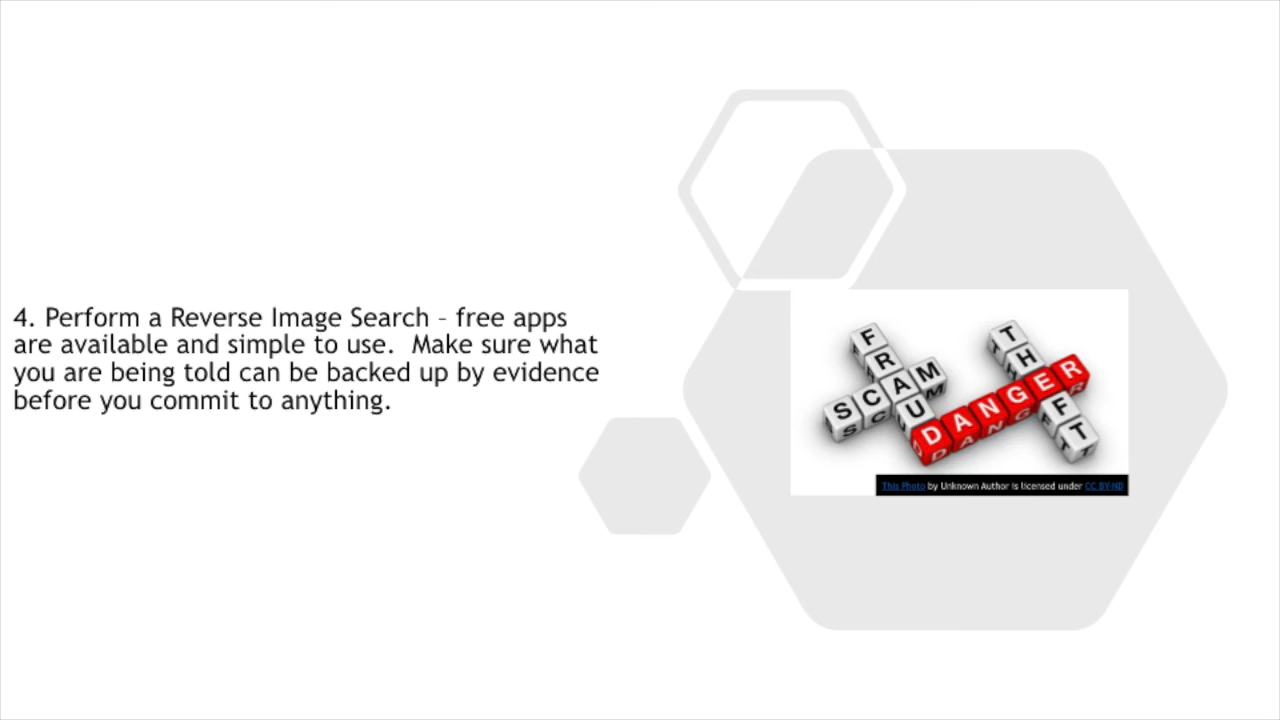 4. Perform a Reverse Image Search – free apps
are available and simple to use.  Make sure what
you are being told can be backed up by evidence
before you commit to anything.
FRAUD
SCAM
THEFT
DANGER
This Photo by Unknown Author is licensed under CC BY-ND